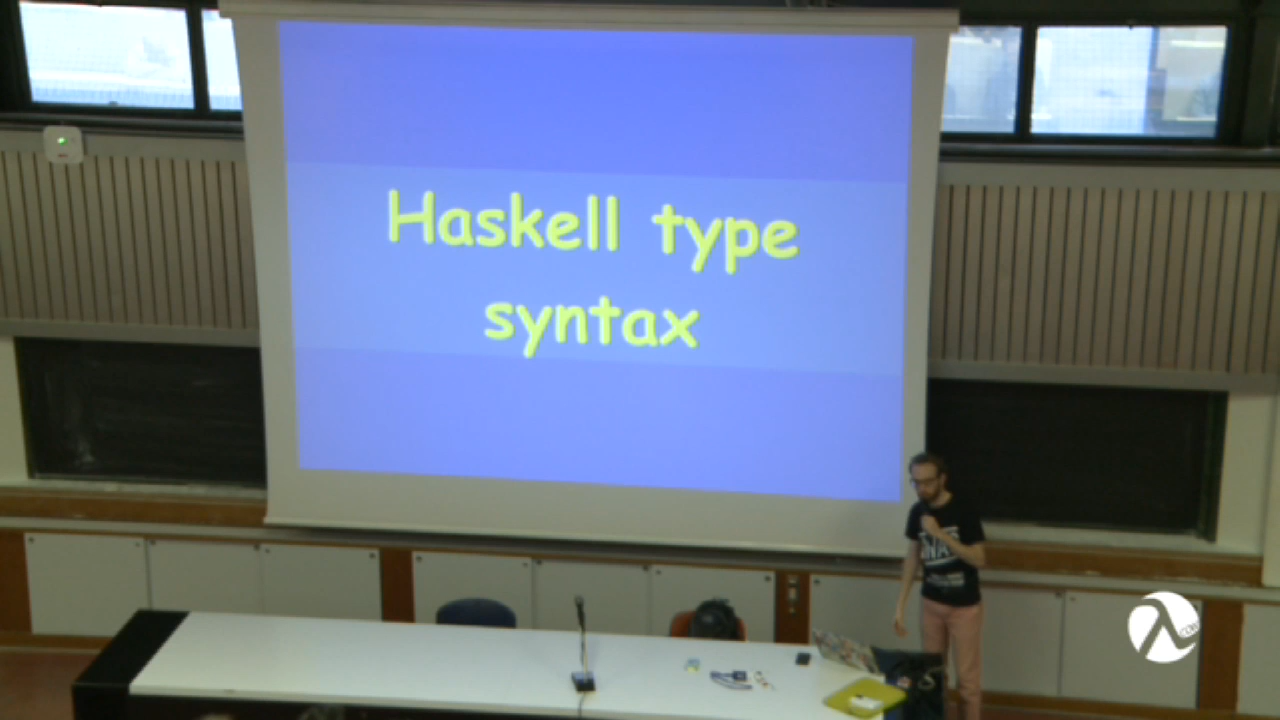 Haskell type
syntax
λ